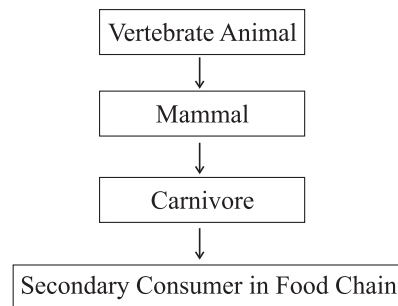 Vertebrate Animal
Mammal
Carnivore
Secondary Consumer in Food Chain